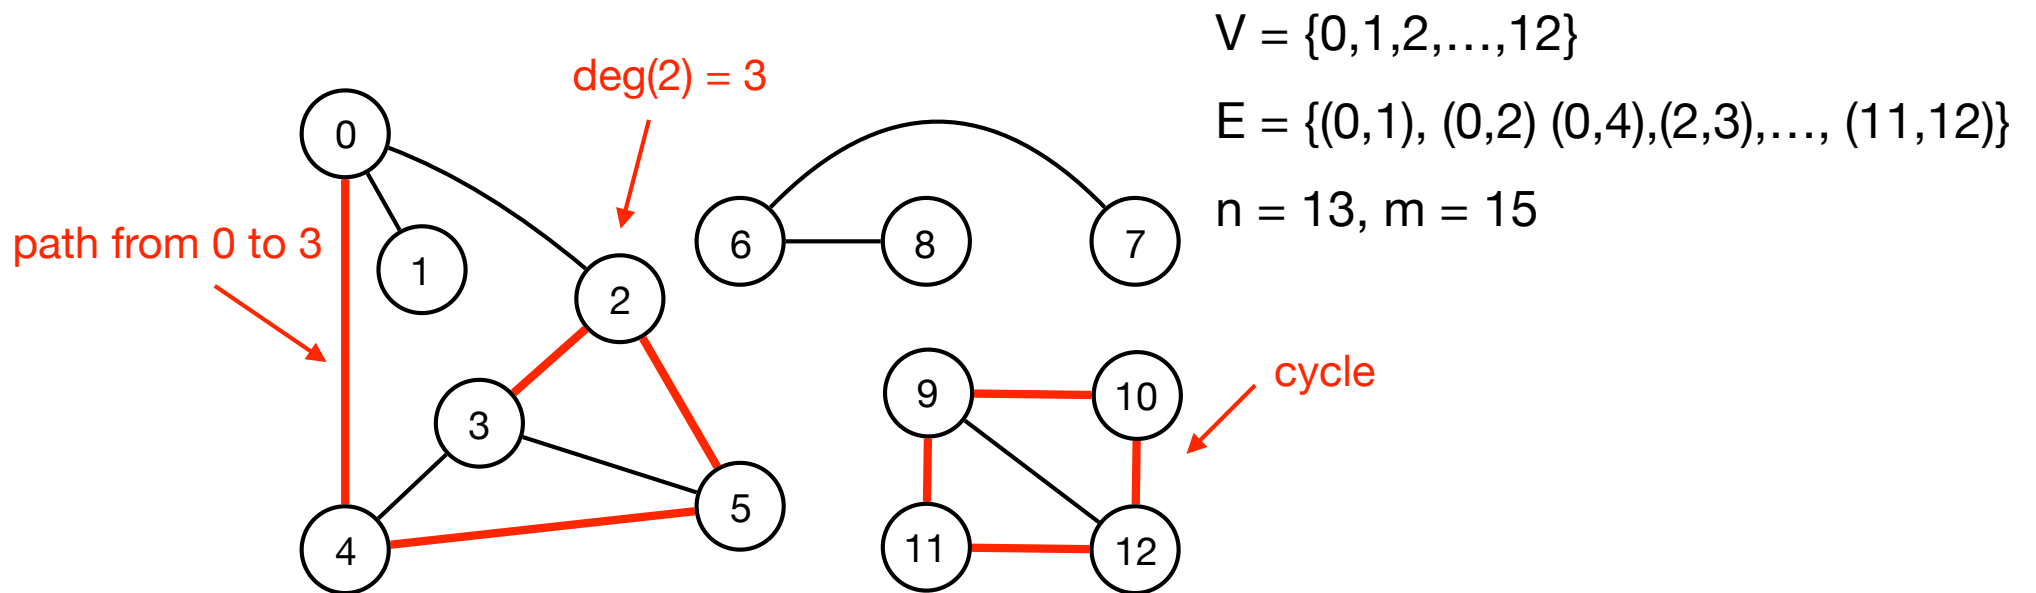 V = {0,1,2,…,12}
deg(2) = 3
E = {(0,1), (0,2) (0,4),(2,3),…, (11,12)}
0
n = 13, m = 15
path from 0 to 3
6
8
7
1
2
cycle
9
10
3
5
4
11
12